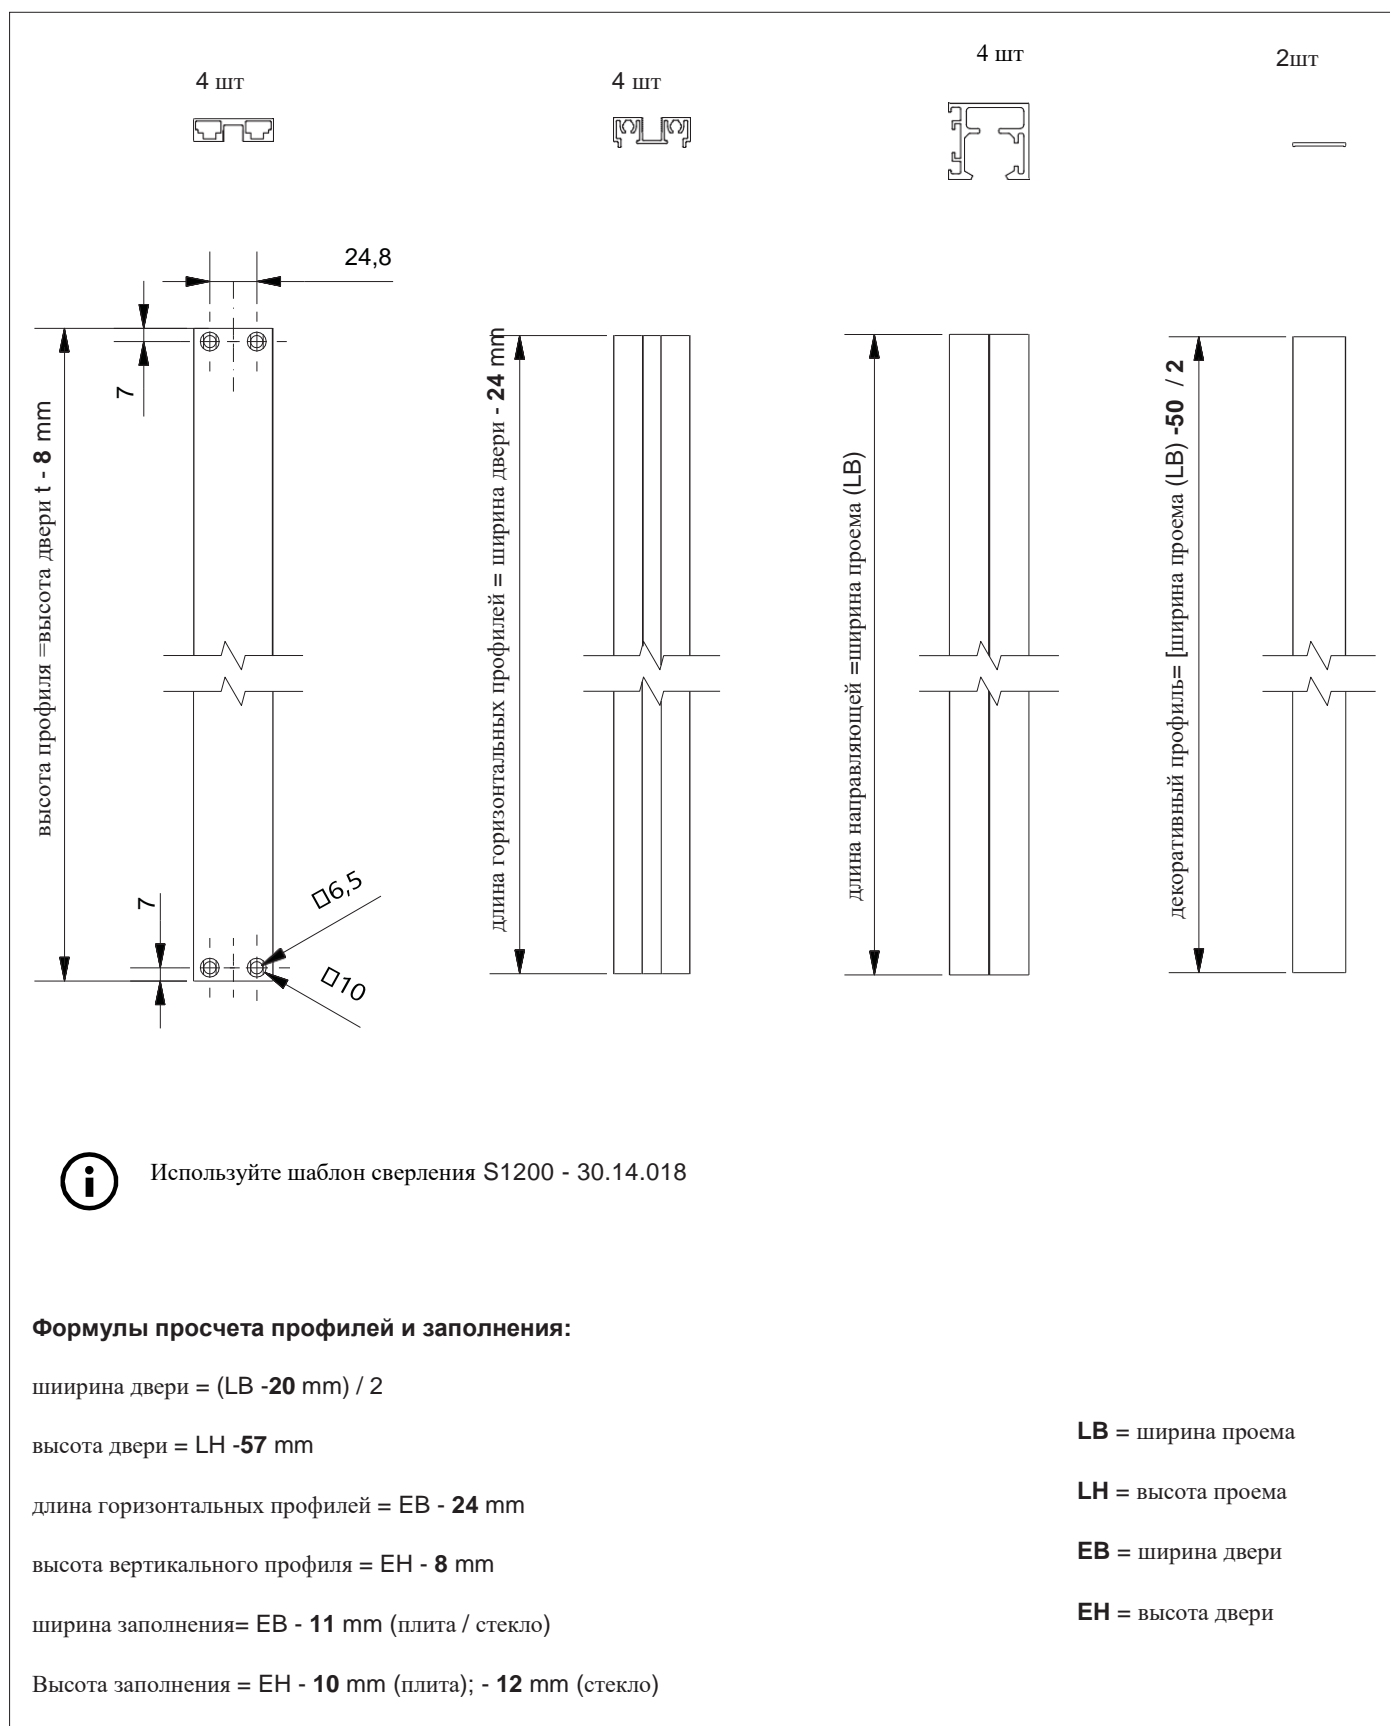 4 шт
4 шт
4 шт
2шт
24,8
7
высота профиля =высота двери t - 8 mm
7
□6,5
□10
длина горизонтальных профилей = ширина двери - 24 mm
длина направляющей =ширина проема (LB)
декоративный профиль= [ширина проема (LB) -50 / 2
i
Используйте шаблон сверления S1200 - 30.14.018
Формулы просчета профилей и заполнения:
шиирина двери = (LB -20 mm) / 2
высота двери = LH -57 mm
длина горизонтальных профилей = EB - 24 mm
высота вертикального профиля = EH - 8 mm
ширина заполнения= EB - 11 mm (плита / стекло)
Высота заполнения = EH - 10 mm (плита); - 12 mm (стекло)
LB = ширина проема
LH = высота проема
EB = ширина двери
EH = высота двери